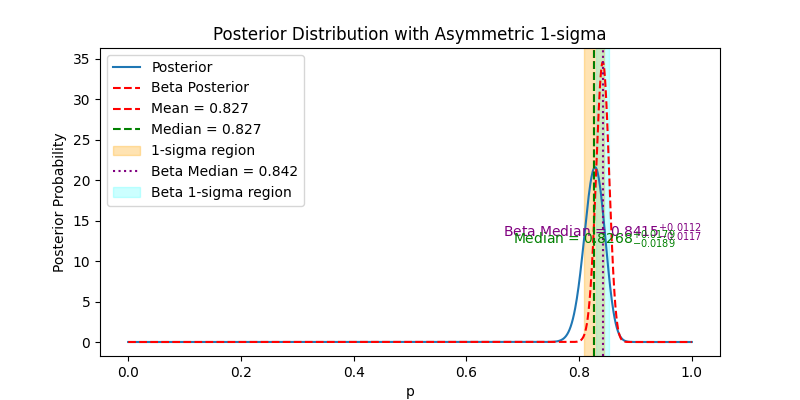 Posterior Distribution with Asymmetric 1-sigma
Posterior Probability
35
30
25
20
15
10
5
0
Posterior
Beta Posterior
Mean = 0.827
Median = 0.827
1-sigma region
Beta Median = 0.842
Beta 1-sigma region
Beta Median = 0.8415+0.0112 -0.0117
Median = 0.8268 -0.0189
0.0 0.2 0.4 0.6 0.8 1.0
p